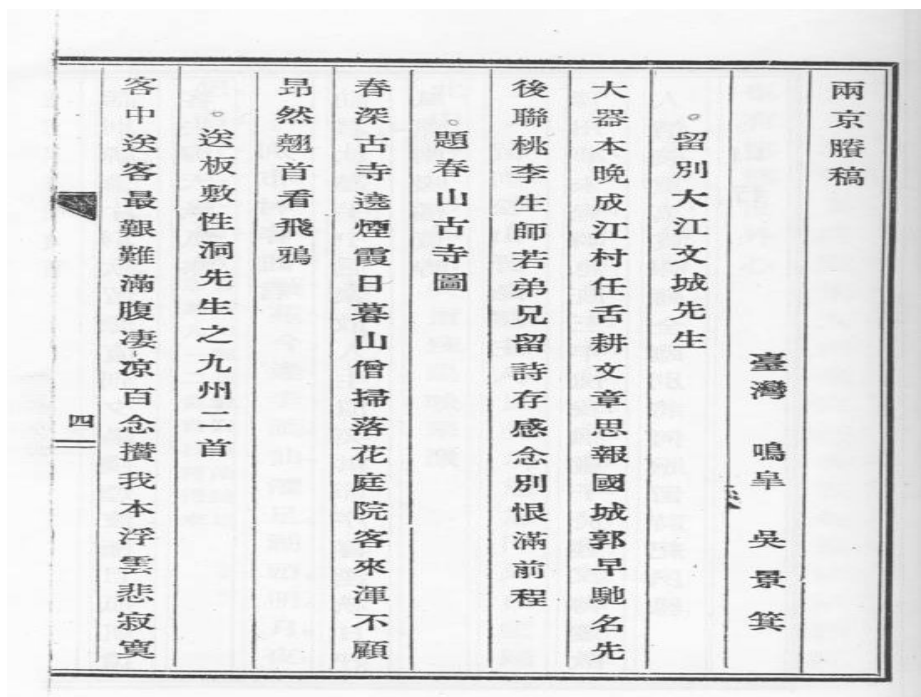 兩京賸稿
臺灣 鳴皐 吳景箕
留別大江文城先生
大器本晚成江村任舌耕文章思報國城郭早馳名先
後聯桃李生師若弟兄留詩存感念別恨滿前程
題春山古寺圖
春深古寺遶煙霞日暮山僧掃落花庭院客來渾不顧
昂然翹首看飛鴉
送板敷性洞先生之九州一首
客中送客最艱難滿腹凄凉百念攢我本浮雲悲寂寞
四